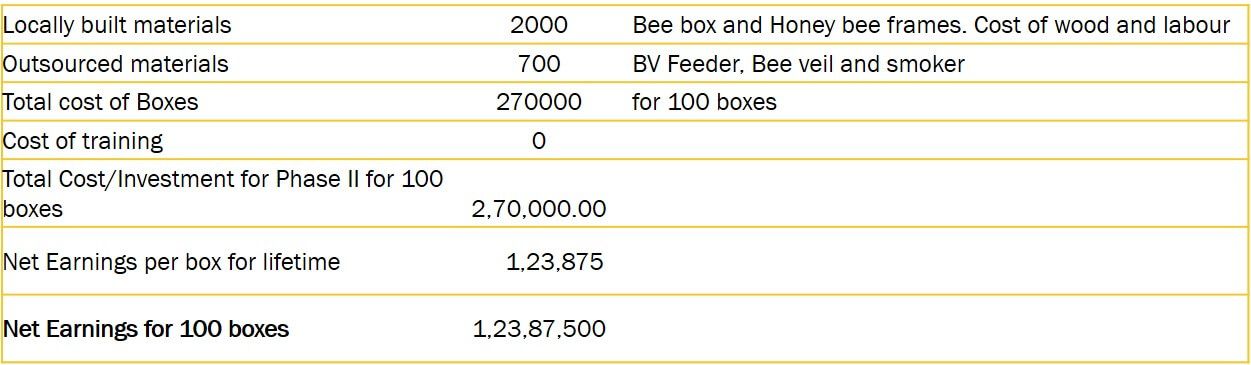 Locally built materials 2000 Bee box and Honey bee frames. Cost of wood and labour
Outsourced materials 700 BV Feeder, Bee veil and smoker
Total cost of Boxes 270000 for 100 boxes
Cost of training 0
Total Cost/Investment for Phase II for 100
boxes 2,70,000.00
Net Earnings per box for lifetime 1,23,875
Net Earnings for 100 boxes 1,23,87,500